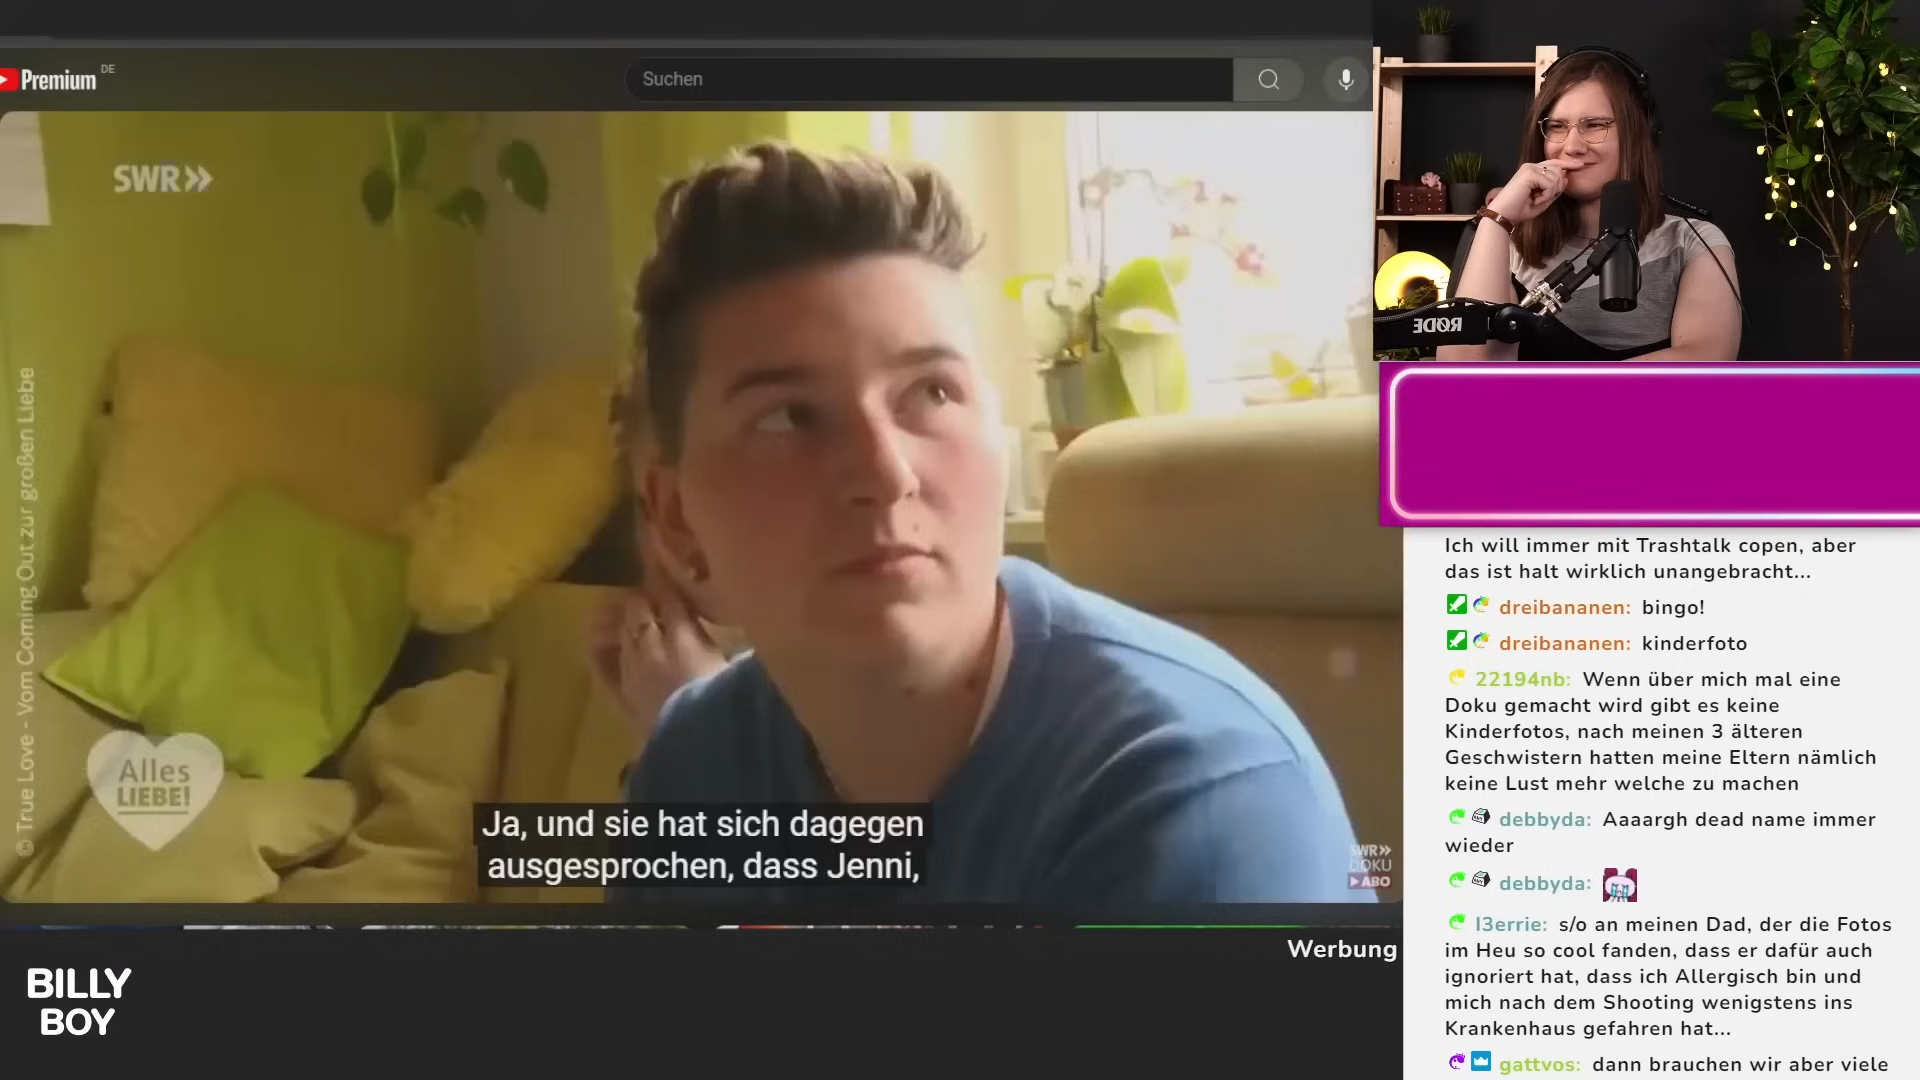 Premium DE
Suchen
SWR»
© True Love - Vom Coming Out zur großen Liebe
Alles
LIEBE!
Ja, und sie hat sich dagegen
ausgesprochen, dass Jenni,
SWR»
DOKU
ABO
Werbung
BILLY
BOY
RØDE
Ich will immer mit Trashtalk copen, aber
das ist halt wirklich unangebracht...
dreibananen: bingo!
dreibananen: kinderfoto
22194nb: Wenn über mich mal eine
Doku gemacht wird gibt es keine
Kinderfotos, nach meinen 3 älteren
Geschwistern hatten meine Eltern nämlich
keine Lust mehr welche zu machen
debbyda: Aaaargh dead name immer
wieder
debbyda:
l3errie: s/o an meinen Dad, der die Fotos
im Heu so cool fanden, dass er dafür auch
ignoriert hat, dass ich Allergisch bin und
mich nach dem Shooting wenigstens ins
Krankenhaus gefahren hat...
gattvos: dann brauchen wir aber viele